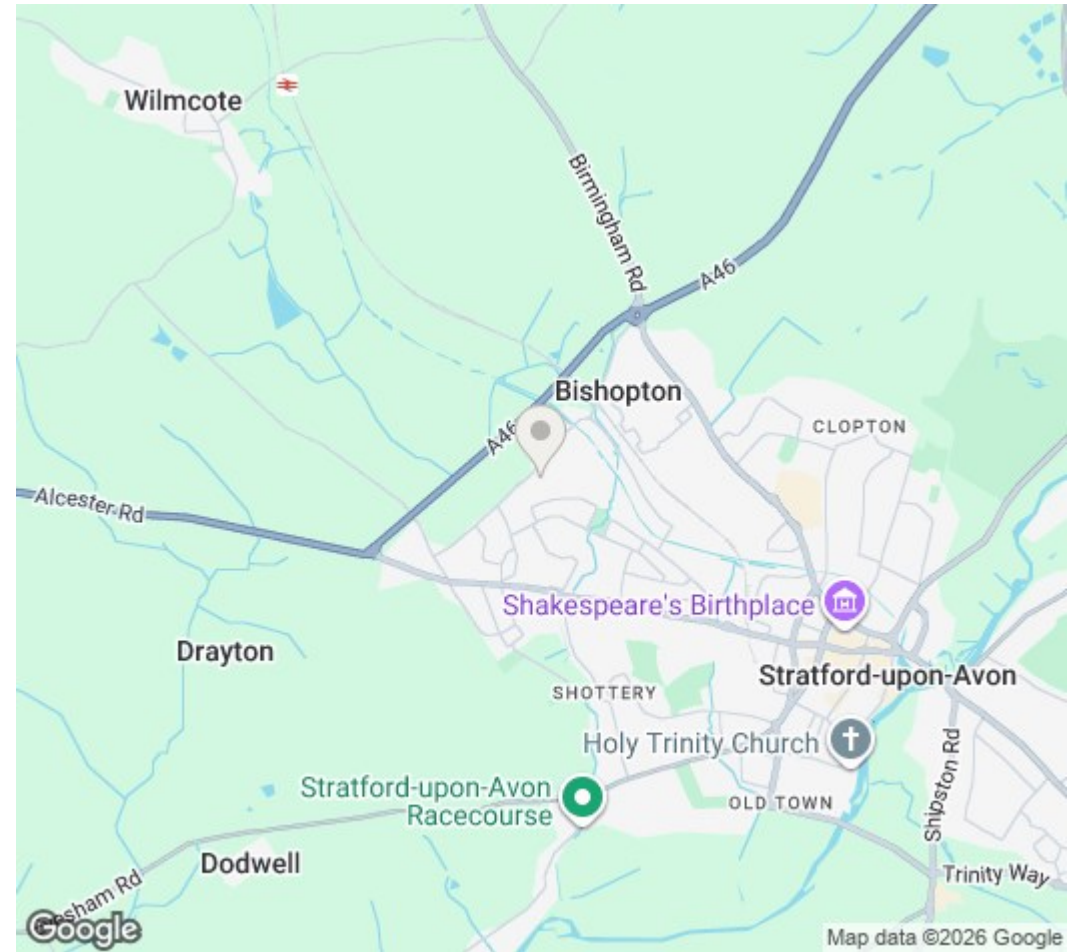 Wilmcote
Birmingham Rd
A46
Bishopton
CLOPTON
A46
Alcester Rd
Shakespeare's Birthplace
Drayton
Stratford-upon-Avon
SHOTTERY
Holy Trinity Church
Stratford-upon-Avon
Racecourse
OLD TOWN
Shipston Rd
Dodwell
Trinity Way
Rd
Google
Map data ©2026 Google